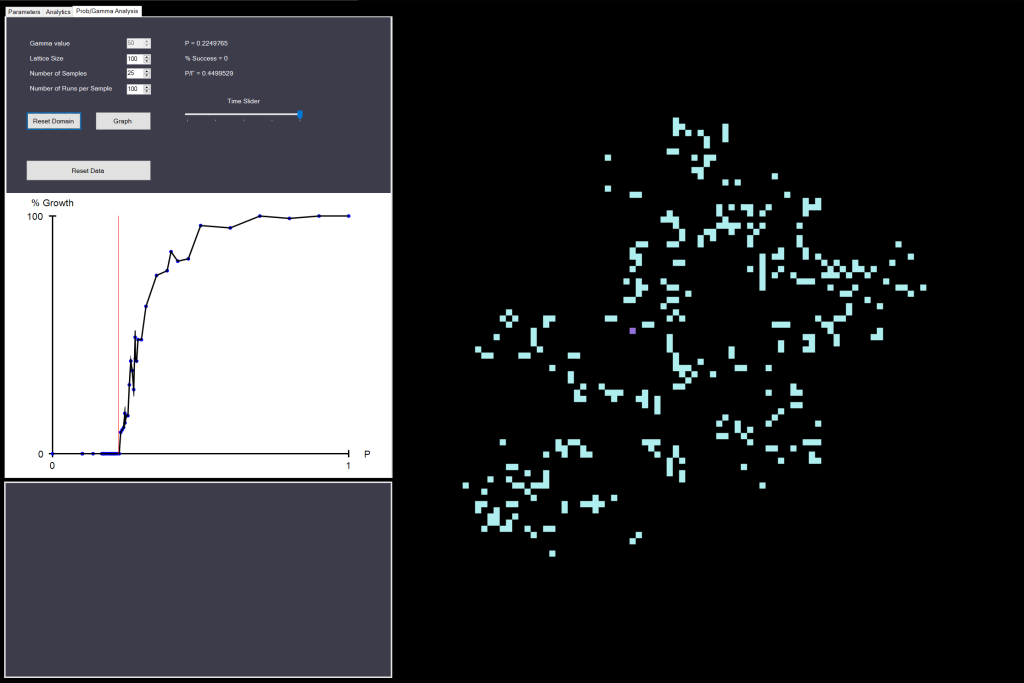 Parameters Analytics Prob/Gamma Analysis
Gamma value 50 P = 0.2249765
Lattice Size 100 % Success = 0
Number of Samples 25 P/Γ = 0.4499529
Number of Runs per Sample 100
Time Slider
Reset Domain Graph
Reset Data
% Growth
100
0 P
0 1